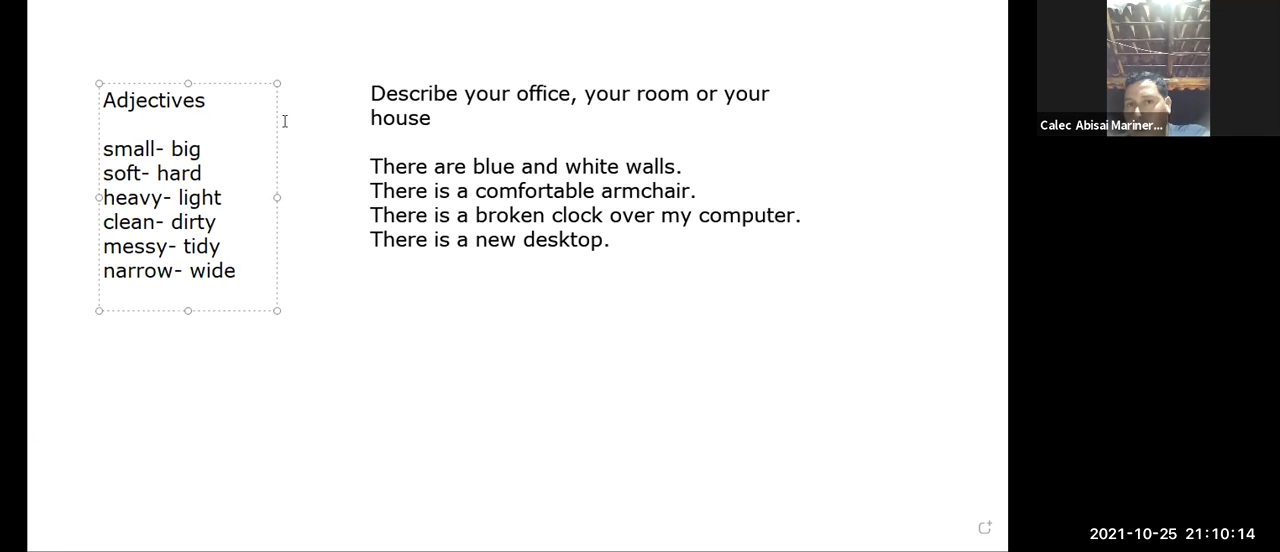 Adjectives
small- big
soft- hard
heavy- light
clean- dirty
messy- tidy
narrow- wide
Describe your office, your room or your
house
There are blue and white walls.
There is a comfortable armchair.
There is a broken clock over my computer.
There is a new desktop.
Calec Abisai Mariner...
2021-10-25 21:10:14